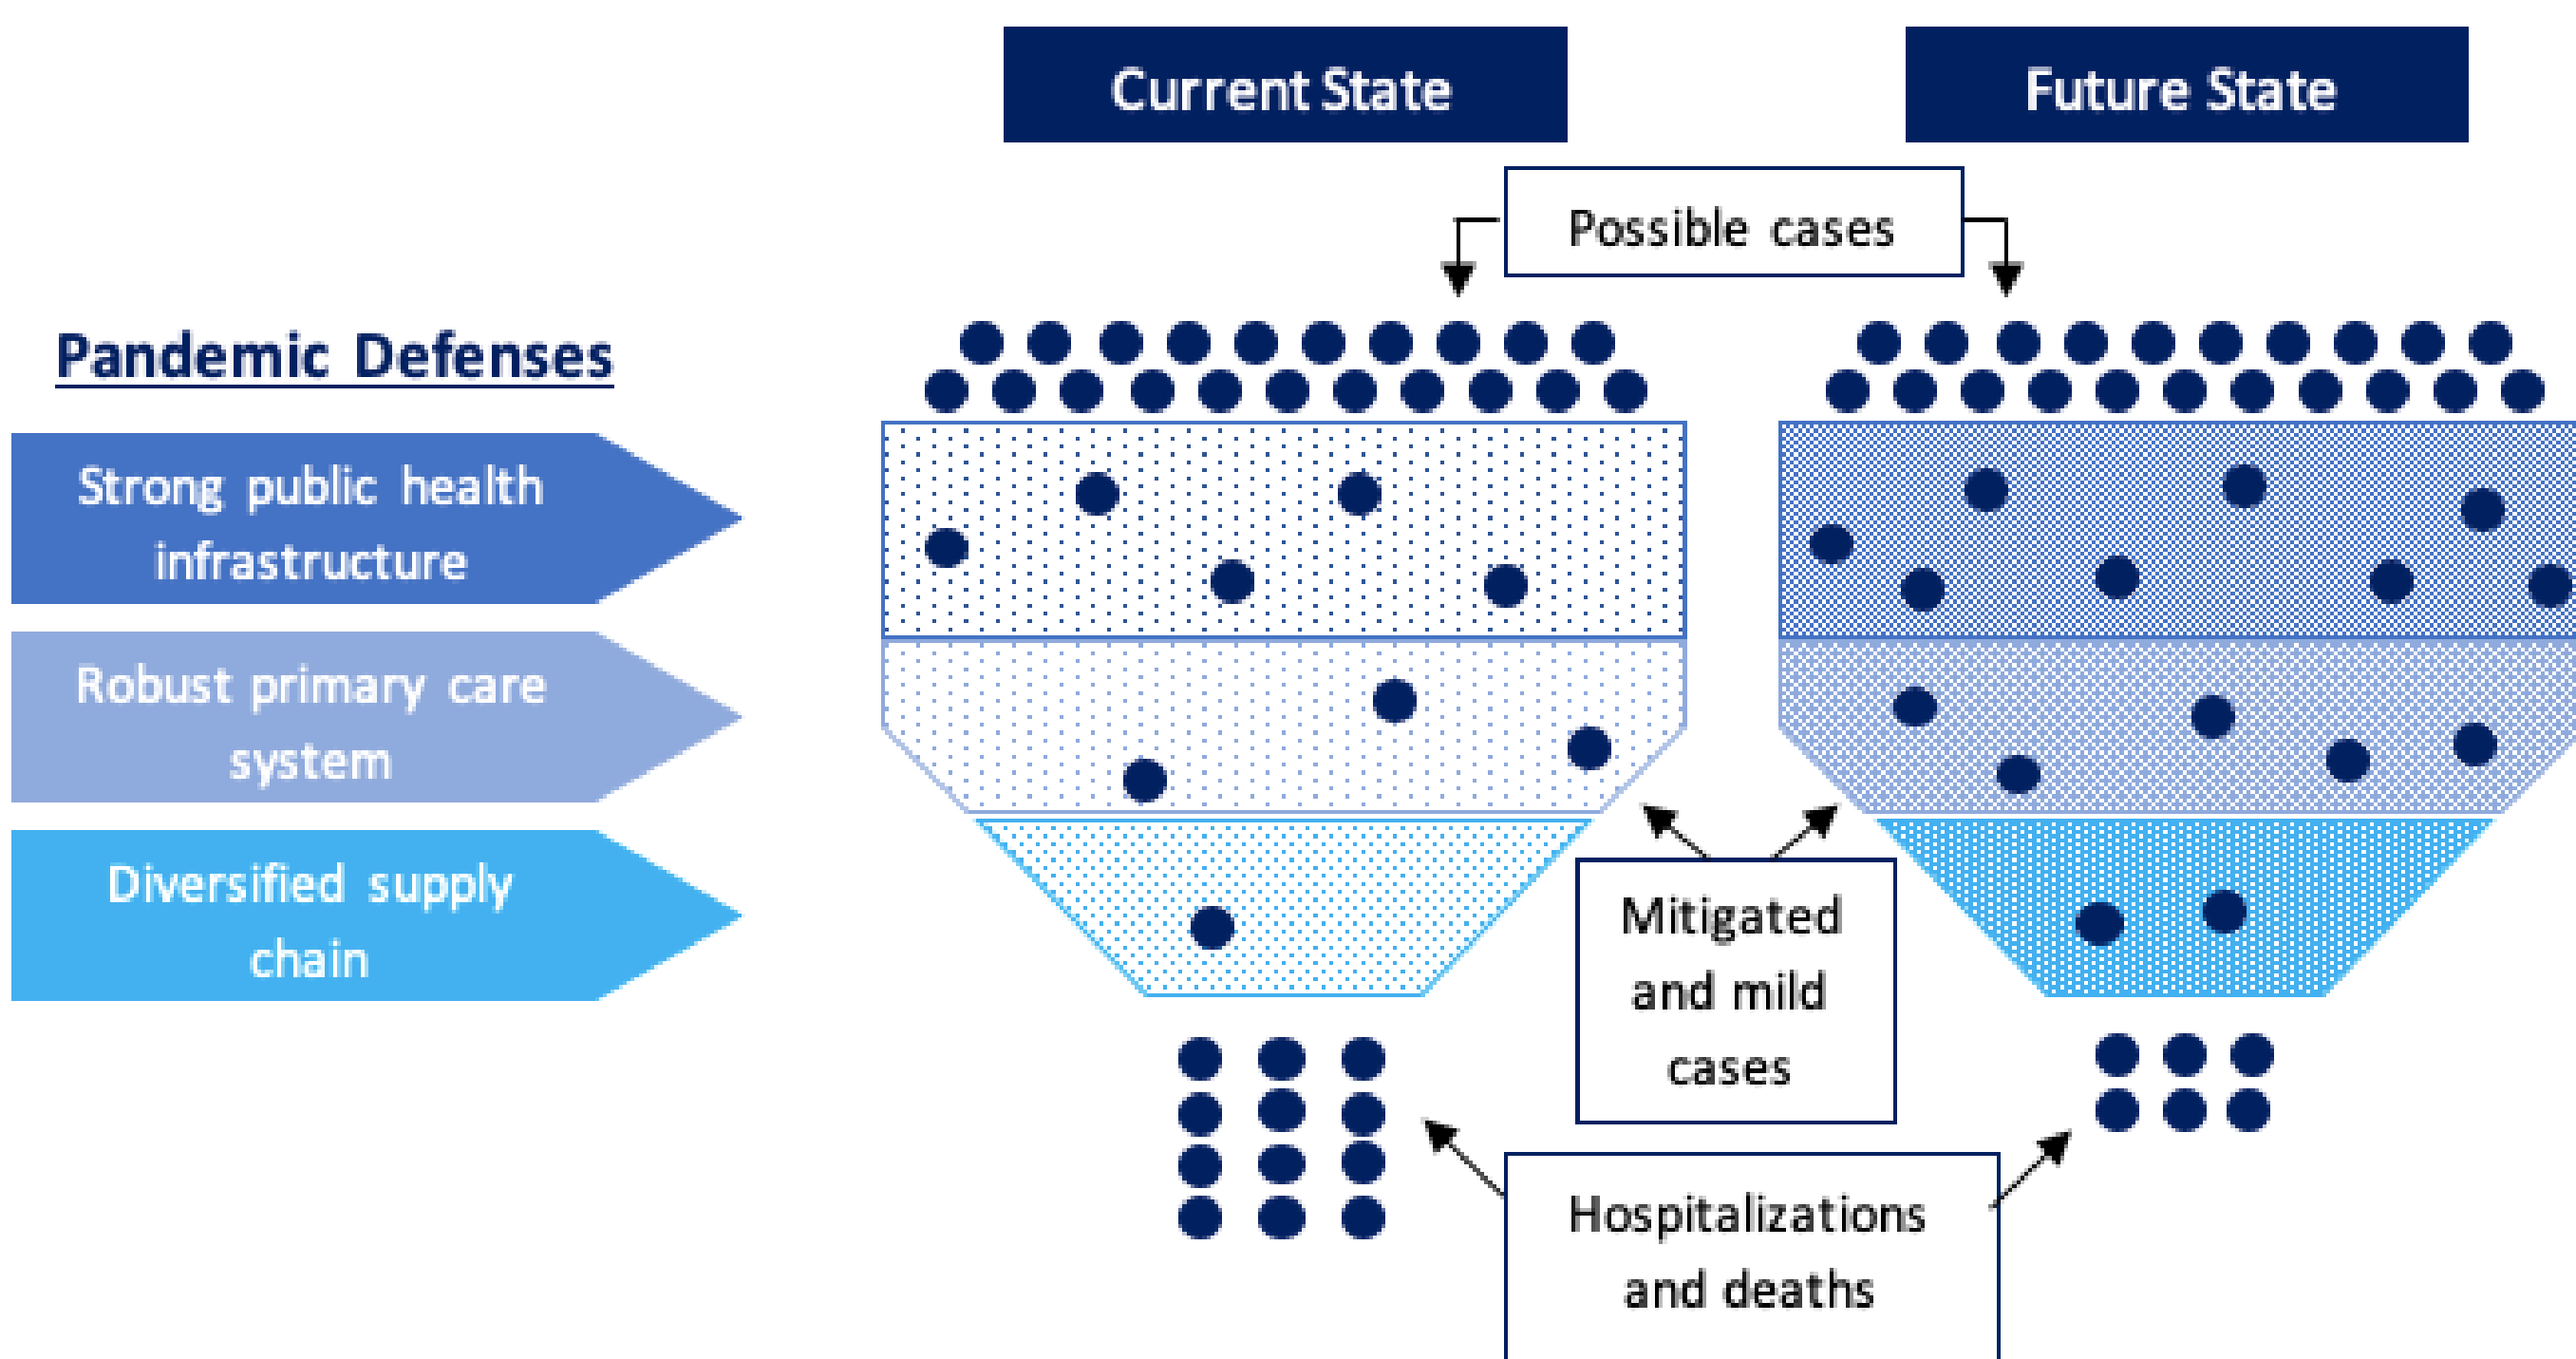 Current State
Future State
Possible cases
Pandemic Defenses
Strong public health
infrastructure
Robust primary care
system
Diversified supply
chain
Mitigated
and mild
cases
Hospitalizations
and deaths